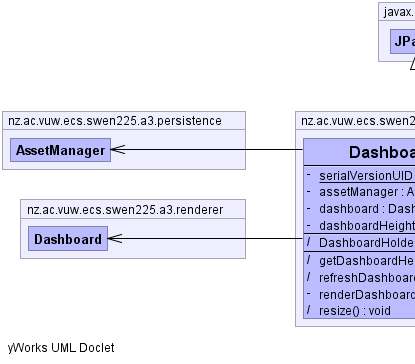 javax.
JPa
nz.ac.vuw.ecs.swen225.a3.persistence
AssetManager
nz.ac.vuw.ecs.swen2
Dashboa
- serialVersionUID
- assetManager : A
- dashboard : Dash
- dashboardHeight
/ DashboardHolde
/ getDashboardHe
/ refreshDashboar
- renderDashboard
/ resize() : void
nz.ac.vuw.ecs.swen225.a3.renderer
Dashboard
yWorks UML Doclet